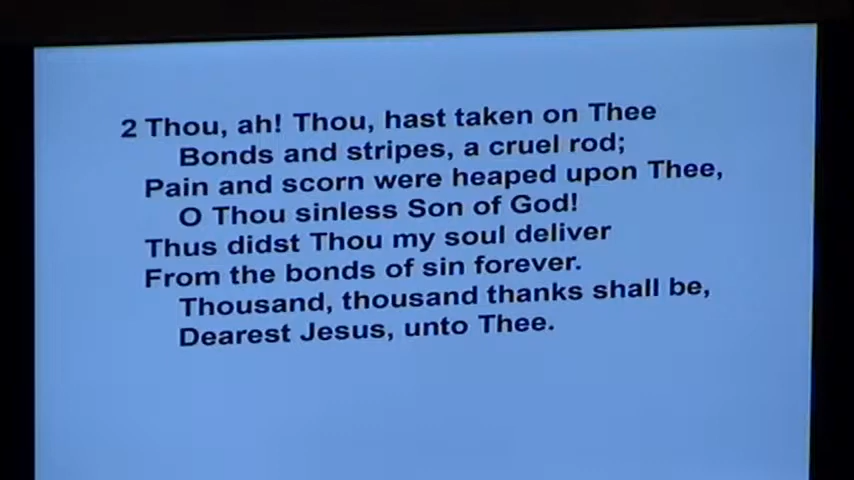 2 Thou, ah! Thou, hast taken on Thee
Bonds and stripes, a cruel rod;
Pain and scorn were heaped upon Thee,
O Thou sinless Son of God!
Thus didst Thou my soul deliver
From the bonds of sin forever.
Thousand, thousand thanks shall be,
Dearest Jesus, unto Thee.